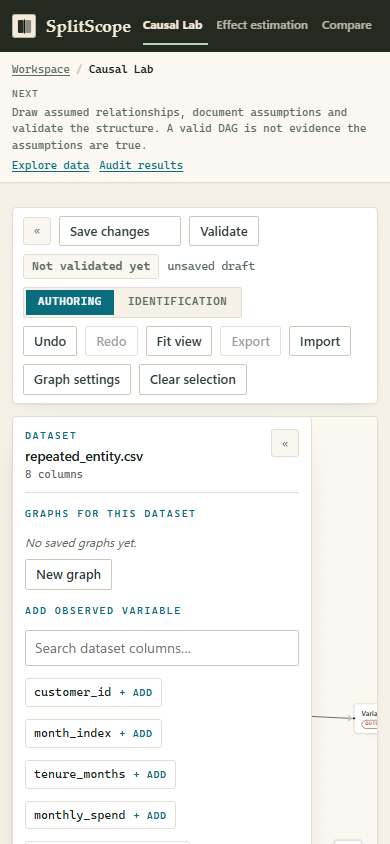 SplitScope Causal Lab Effect estimation Compare
Workspace / Causal Lab
NEXT
Draw assumed relationships, document assumptions and
validate the structure. A valid DAG is not evidence the
assumptions are true.
Explore data Audit results
« Save changes Validate
Not validated yet unsaved draft
AUTHORING IDENTIFICATION
Undo Redo Fit view Export Import
Graph settings Clear selection
DATASET «
repeated_entity.csv
8 columns
GRAPHS FOR THIS DATASET
No saved graphs yet.
New graph
ADD OBSERVED VARIABLE
Search dataset columns...
customer_id + ADD
month_index + ADD
Varia
tenure_months + ADD
monthly_spend + ADD